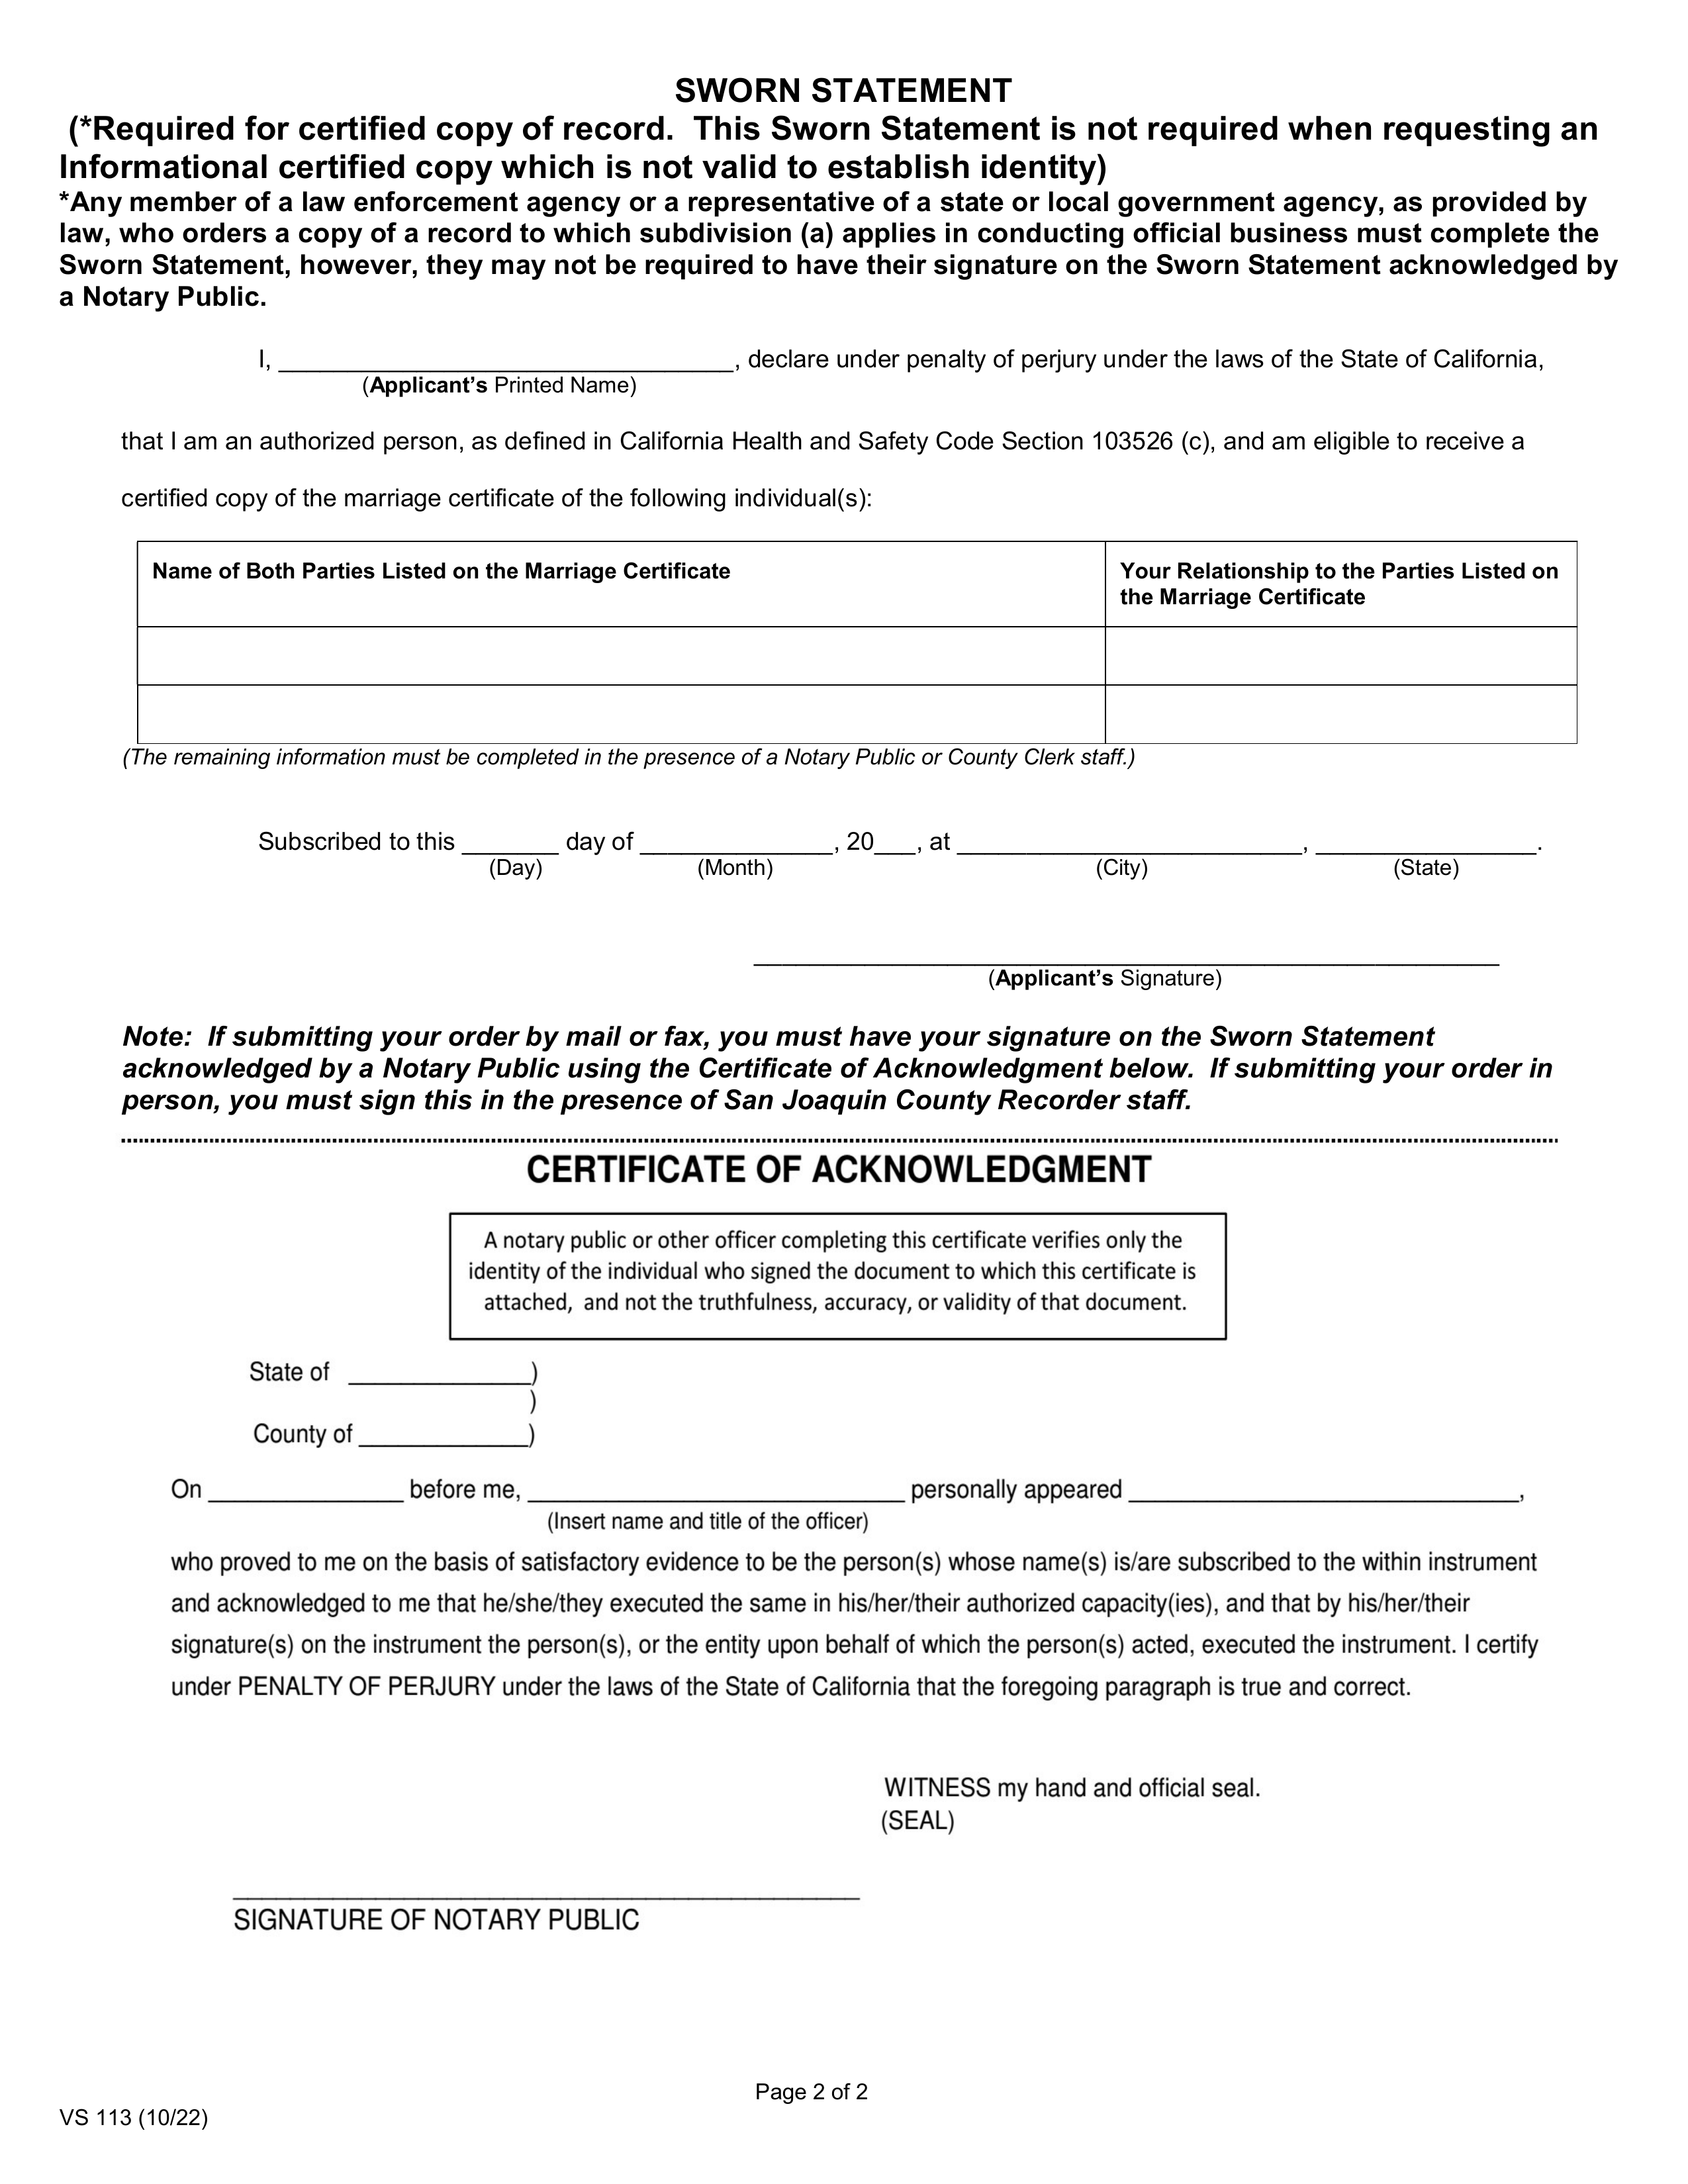 SWORN STATEMENT
(*Required for certified copy of record.  This Sworn Statement is not required when requesting an
Informational certified copy which is not valid to establish identity)
*Any member of a law enforcement agency or a representative of a state or local government agency, as provided by
law, who orders a copy of a record to which subdivision (a) applies in conducting official business must complete the
Sworn Statement, however, they may not be required to have their signature on the Sworn Statement acknowledged by
a Notary Public.
I, _________________________________, declare under penalty of perjury under the laws of the State of California,
(Applicant’s Printed Name)
that I am an authorized person, as defined in California Health and Safety Code Section 103526 (c), and am eligible to receive a
certified copy of the marriage certificate of the following individual(s):
Name of Both Parties Listed on the Marriage Certificate
Your Relationship to the Parties Listed on
the Marriage Certificate
(The remaining information must be completed in the presence of a Notary Public or County Clerk staff.)
Subscribed to this _______ day of ______________, 20___, at _________________________, ________________.
(Day) (Month) (City) (State)
______________________________________________________
(Applicant’s Signature)
Note:  If submitting your order by mail or fax, you must have your signature on the Sworn Statement
acknowledged by a Notary Public using the Certificate of Acknowledgment below.  If submitting your order in
person, you must sign this in the presence of San Joaquin County Recorder staff.
CERTIFICATE OF ACKNOWLEDGMENT
A notary public or other officer completing this certificate verifies only the
identity of the individual who signed the document to which this certificate is
attached,  and not the truthfulness, accuracy, or validity of that document.
State of ______________)
)
County of _____________)
On _______________ before me, _____________________________ personally appeared ______________________________,
(Insert name and title of the officer)
who proved to me on the basis of satisfactory evidence to be the person(s) whose name(s) is/are subscribed to the within instrument
and acknowledged to me that he/she/they executed the same in his/her/their authorized capacity(ies), and that by his/her/their
signature(s) on the instrument the person(s), or the entity upon behalf of which the person(s) acted, executed the instrument. I certify
under PENALTY OF PERJURY under the laws of the State of California that the foregoing paragraph is true and correct.
WITNESS my hand and official seal.
(SEAL)
_____________________________________________
SIGNATURE OF NOTARY PUBLIC
Page 2 of 2
VS 113 (10/22)